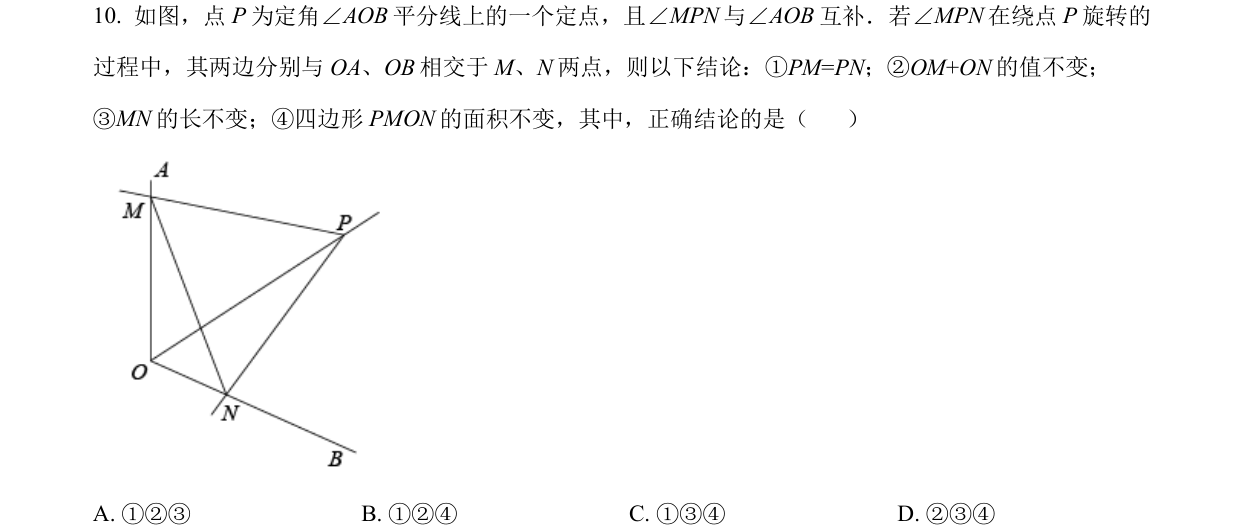 10. 如图，点 P 为定角∠AOB 平分线上的一个定点，且∠MPN 与∠AOB 互补．若∠MPN 在绕点 P 旋转的
过程中，其两边分别与 OA、OB 相交于 M、N 两点，则以下结论：①PM=PN；②OM+ON 的值不变；
③MN 的长不变；④四边形 PMON 的面积不变，其中，正确结论的是（ ）
A
M
P
O
N
B
A. ①②③ B. ①②④ C. ①③④ D. ②③④